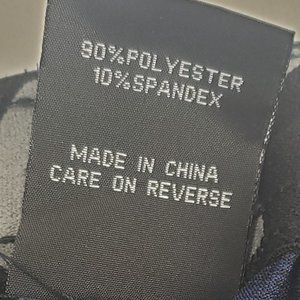 90%POLYESTER
10%SPANDEX
MADE IN CHINA
CARE ON REVERSE